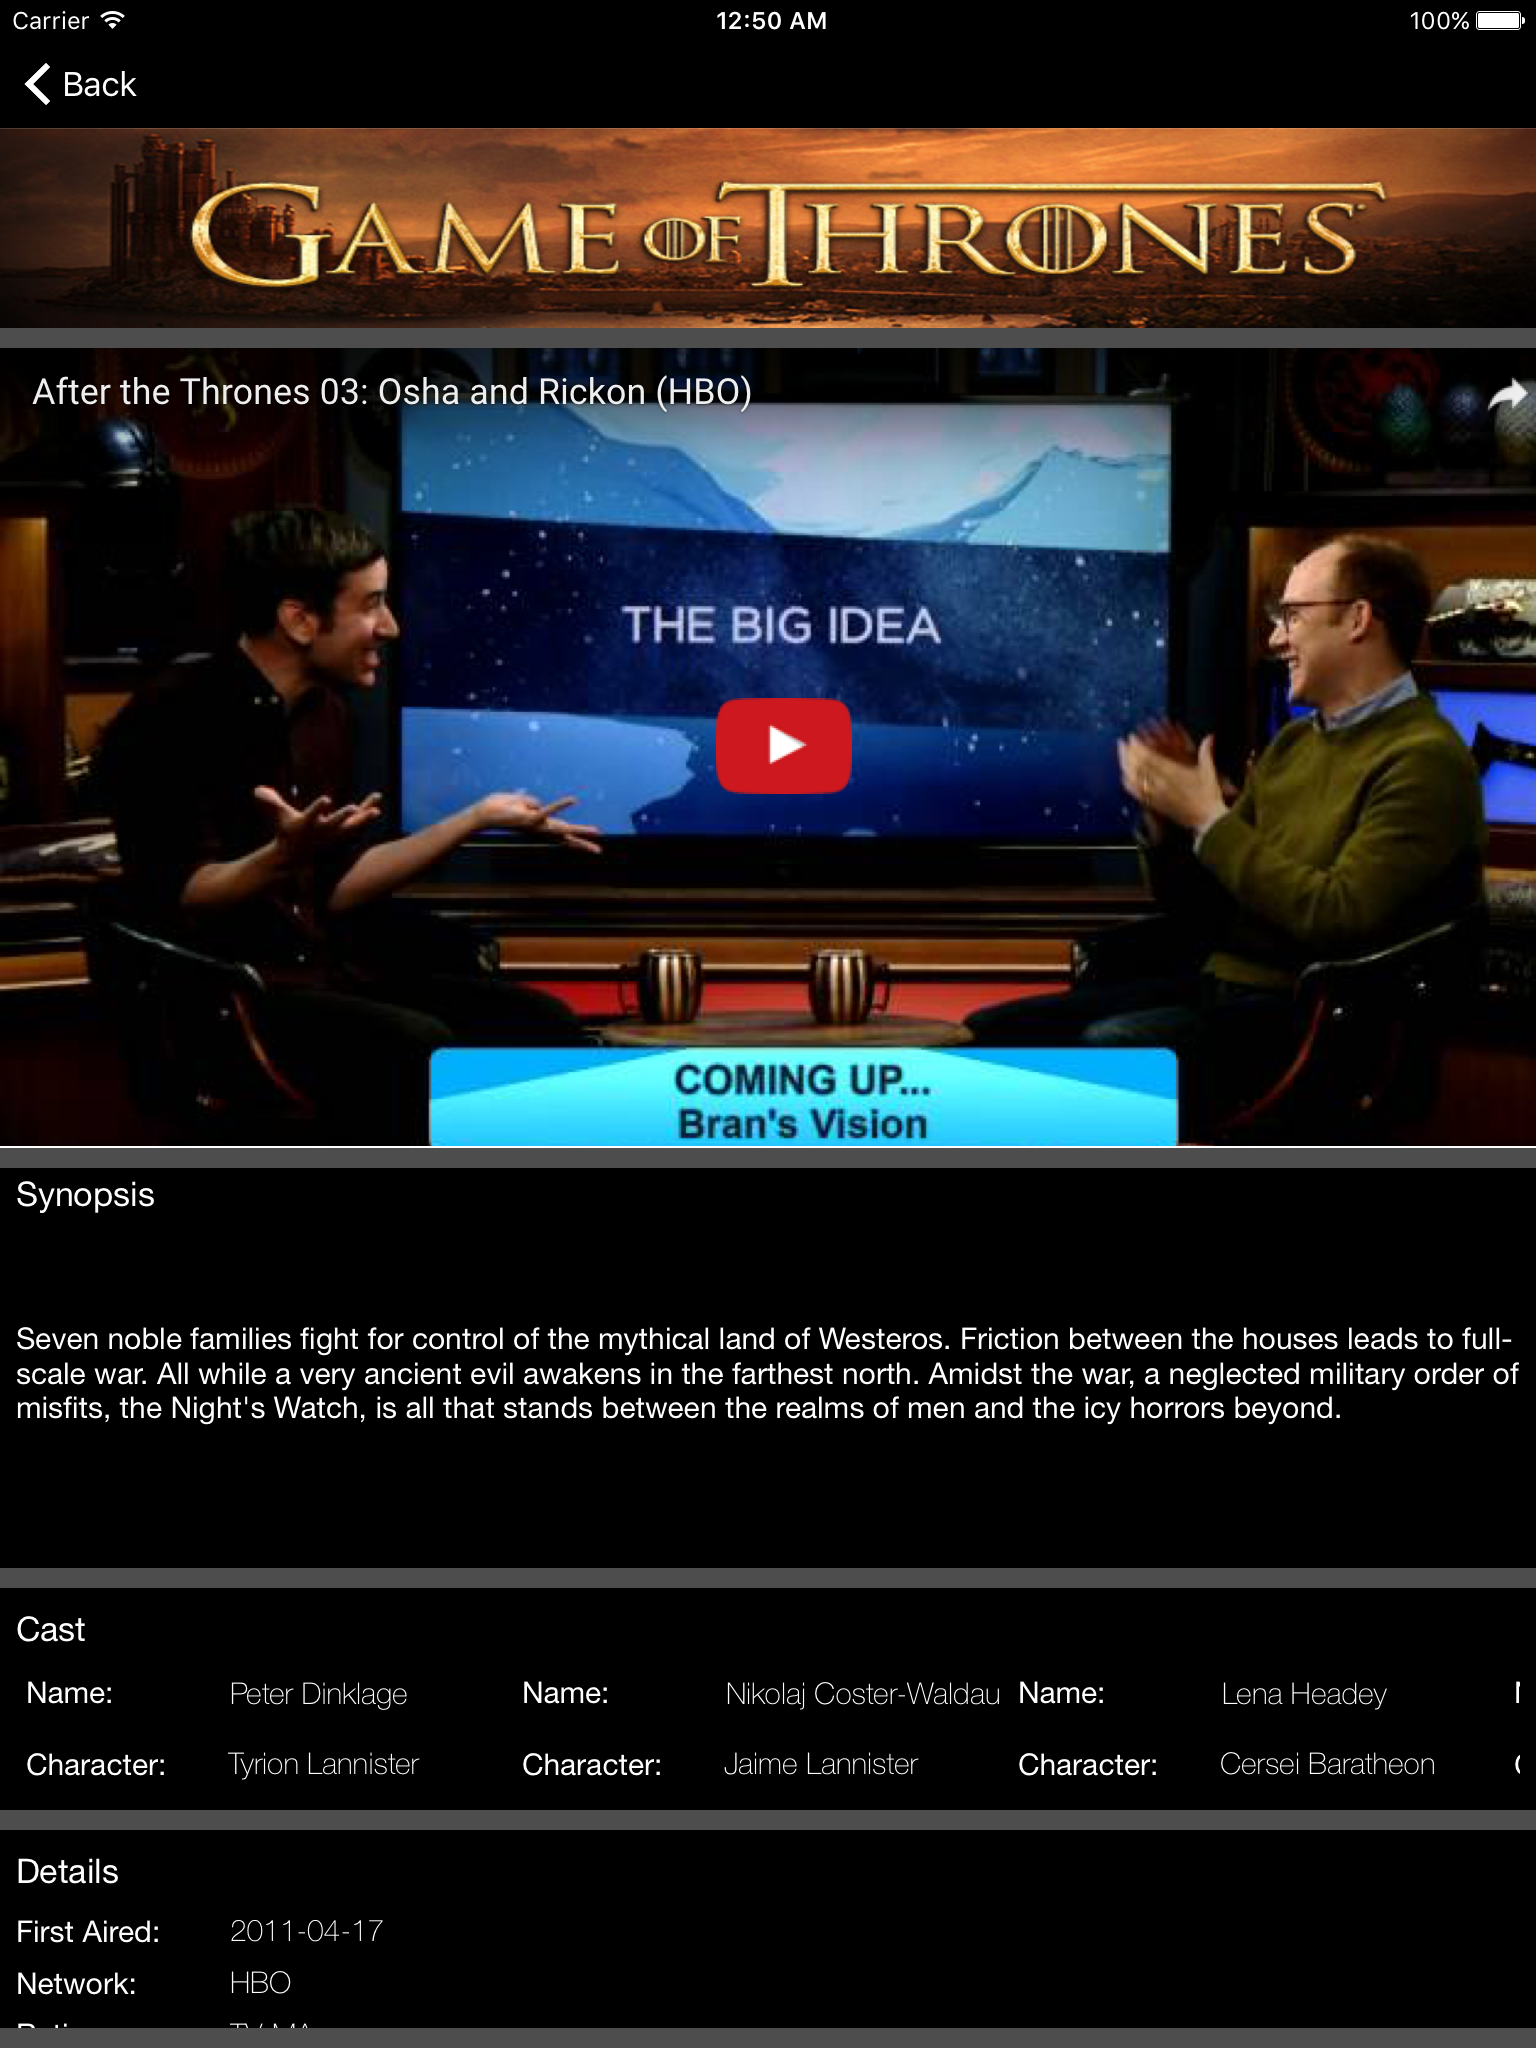 Carrier 12:50 AM 100%
Back
GAME OF THRONES
After the Thrones 03: Osha and Rickon (HBO)
THE BIG IDEA
COMING UP...
Bran's Vision
Synopsis
Seven noble families fight for control of the mythical land of Westeros. Friction between the houses leads to full-
scale war. All while a very ancient evil awakens in the farthest north. Amidst the war, a neglected military order of
misfits, the Night's Watch, is all that stands between the realms of men and the icy horrors beyond.
Cast
Name: Peter Dinklage Name: Nikolaj Coster-Waldau Name: Lena Headey
Character: Tyrion Lannister Character: Jaime Lannister Character: Cersei Baratheon
Details
First Aired: 2011-04-17
Network: HBO